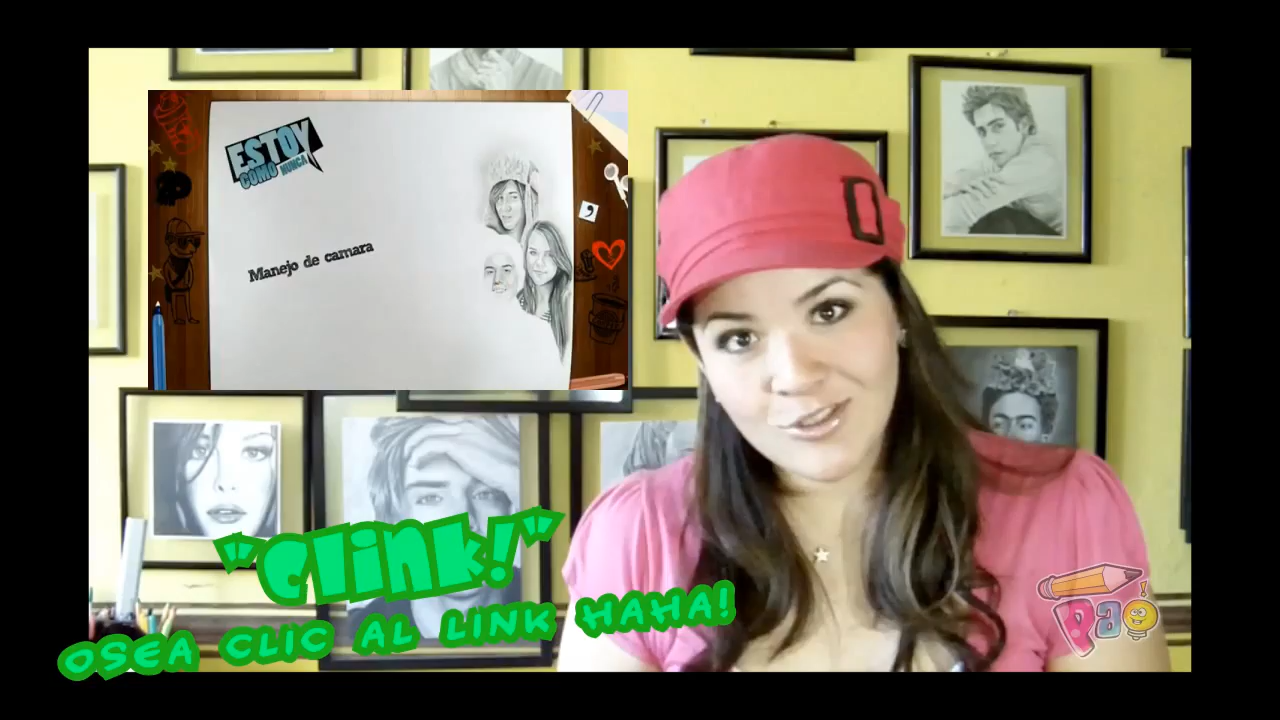 ESTOY
COMO NUNCA
Manejo de camara
"Clink!"
OSEA CLIC AL LINK HAHA!
Pao